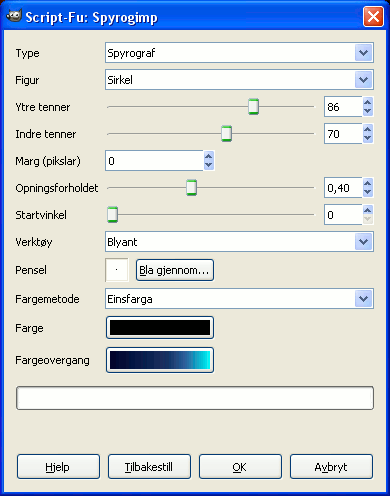 Script-Fu: Spyrogimp
Type Spyrograf
Figur Sirkel
Ytre tenner 86
Indre tenner 70
Marg (pikslar) 0
Opningsforholdet 0,40
Startvinkel 0
Verktøy Blyant
Pensel Bla gjennom...
Fargemetode Einsfarga
Farge
Fargeovergang
Hjelp Tilbakestill OK Avbryt